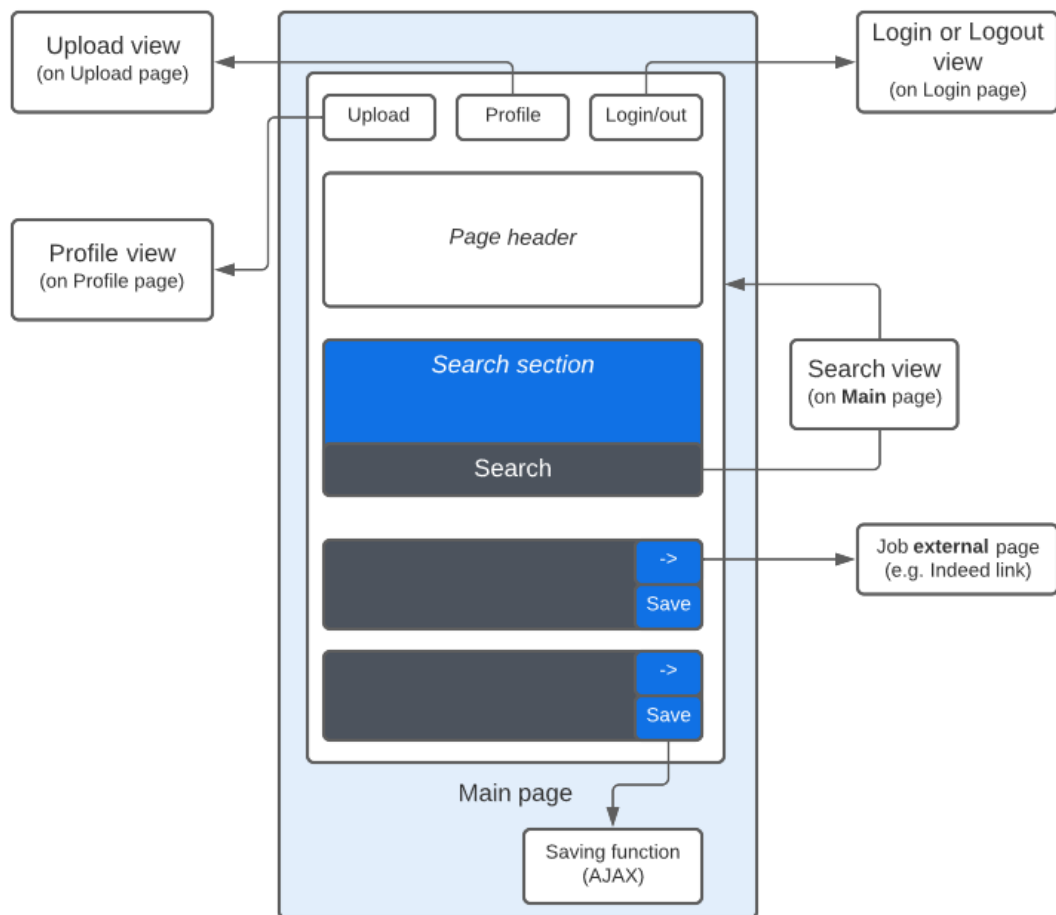 Upload view
(on Upload page)
Login or Logout
view
(on Login page)
Upload
Profile
Login/out
Page header
Profile view
(on Profile page)
Search section
Search
Search view
(on Main page)
->
Save
Job external page
(e.g. Indeed link)
->
Save
Main page
Saving function
(AJAX)